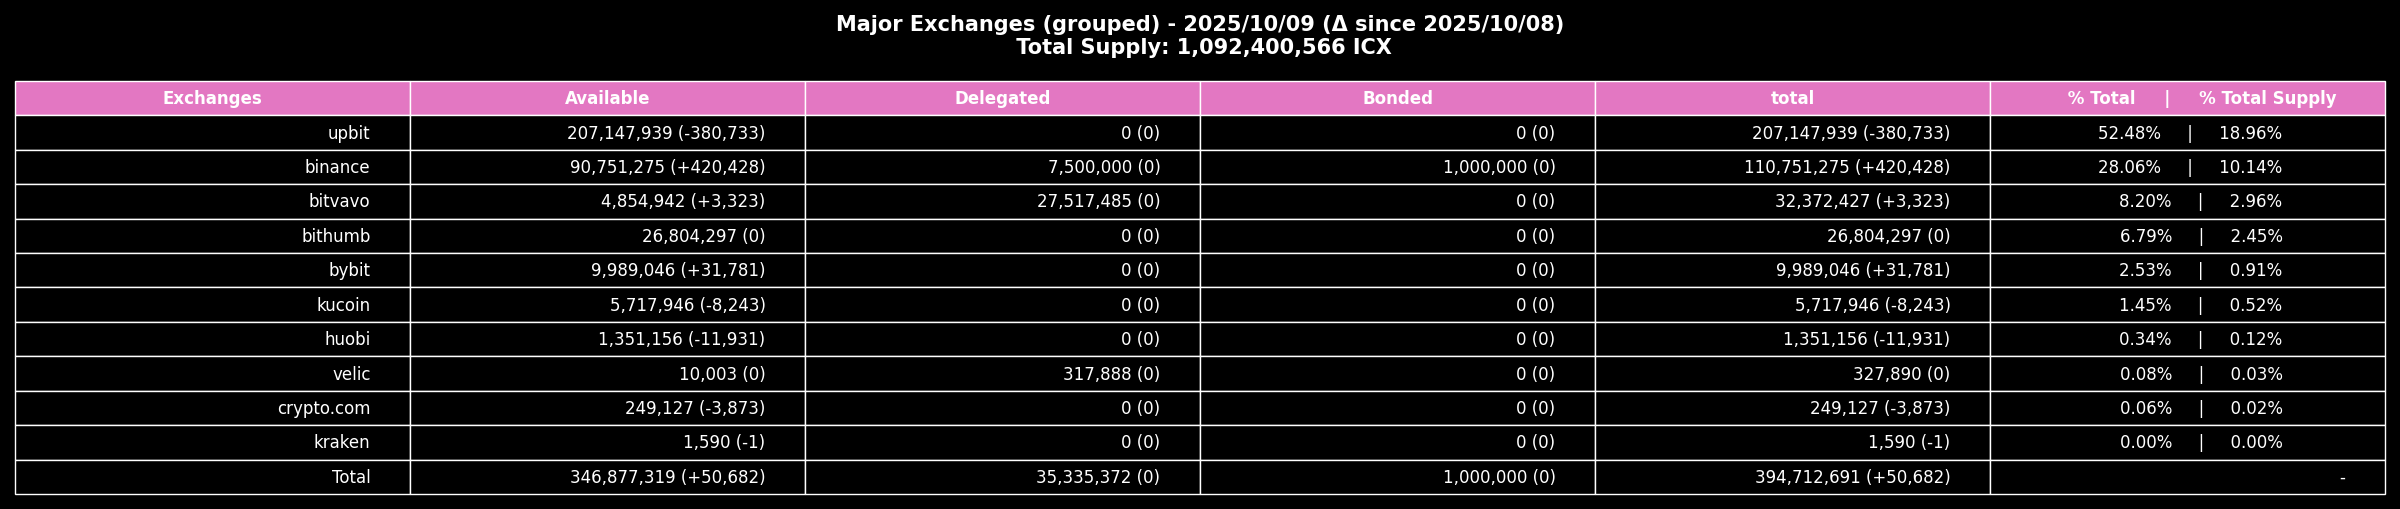 Major Exchanges (grouped) - 2025/10/09 (Δ since 2025/10/08)
Total Supply: 1,092,400,566 ICX
Exchanges Available Delegated Bonded total % Total | % Total Supply
upbit 207,147,939 (-380,733) 0 (0) 0 (0) 207,147,939 (-380,733) 52.48% | 18.96%
binance 90,751,275 (+420,428) 7,500,000 (0) 1,000,000 (0) 110,751,275 (+420,428) 28.06% | 10.14%
bitvavo 4,854,942 (+3,323) 27,517,485 (0) 0 (0) 32,372,427 (+3,323) 8.20% | 2.96%
bithumb 26,804,297 (0) 0 (0) 0 (0) 26,804,297 (0) 6.79% | 2.45%
bybit 9,989,046 (+31,781) 0 (0) 0 (0) 9,989,046 (+31,781) 2.53% | 0.91%
kucoin 5,717,946 (-8,243) 0 (0) 0 (0) 5,717,946 (-8,243) 1.45% | 0.52%
huobi 1,351,156 (-11,931) 0 (0) 0 (0) 1,351,156 (-11,931) 0.34% | 0.12%
velic 10,003 (0) 317,888 (0) 0 (0) 327,890 (0) 0.08% | 0.03%
crypto.com 249,127 (-3,873) 0 (0) 0 (0) 249,127 (-3,873) 0.06% | 0.02%
kraken 1,590 (-1) 0 (0) 0 (0) 1,590 (-1) 0.00% | 0.00%
Total 346,877,319 (+50,682) 35,335,372 (0) 1,000,000 (0) 394,712,691 (+50,682) -